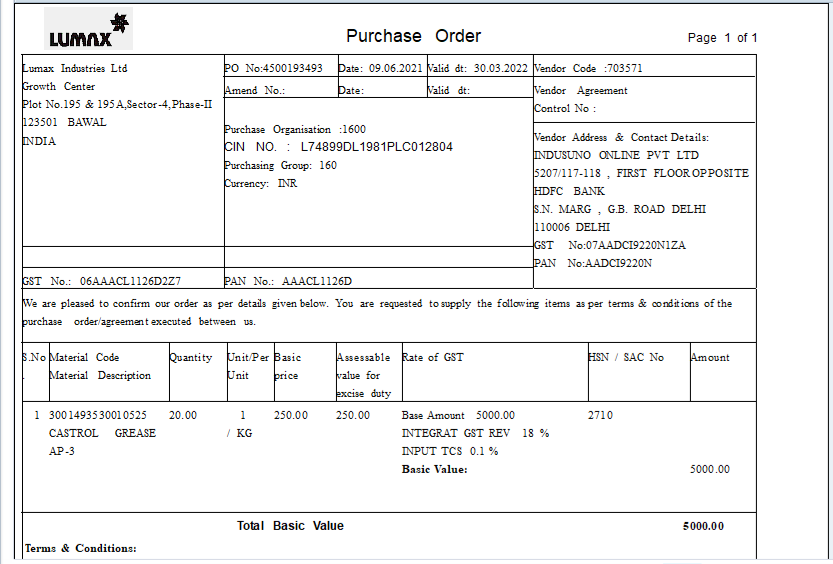 LUMAX
Purchase Order
Page 1 of 1
Lumax Industries Ltd
Growth Center
Plot No.195 & 195A,Sector-4,Phase-II
123501 BAWAL
INDIA
GST No.: 06AAACL1126D2Z7
PO No:4500193493 Date: 09.06.2021 Valid dt: 30.03.2022
Amend No.: Date: Valid dt:
Purchase Organisation :1600
CIN NO. : L74899DL1981PLC012804
Purchasing Group: 160
Currency: INR
PAN No.: AAACL1126D
Vendor Code :703571
Vendor Agreement
Control No :
Vendor Address & Contact Details:
INDUSUNO ONLINE PVT LTD
5207/117-118 , FIRST FLOOR OPPOSITE
HDFC BANK
S.N. MARG , G.B. ROAD DELHI
110006 DELHI
GST No:07AADCI9220N1ZA
PAN No:AADCI9220N
We are pleased to confirm our order as per details given below. You are requested to supply the following items as per terms & conditions of the
purchase order/agreement executed between us.
S.No Material Code Quantity Unit/Per Basic Assessable Rate of GST HSN / SAC No Amount
. Material Description Unit price value for
excise duty
1 3001493530010525 20.00 1 250.00 250.00 Base Amount 5000.00 2710
CASTROL GREASE / KG INTEGRAT GST REV 18 %
AP-3 INPUT TCS 0.1 %
Basic Value: 5000.00
Total Basic Value 5000.00
Terms & Conditions: